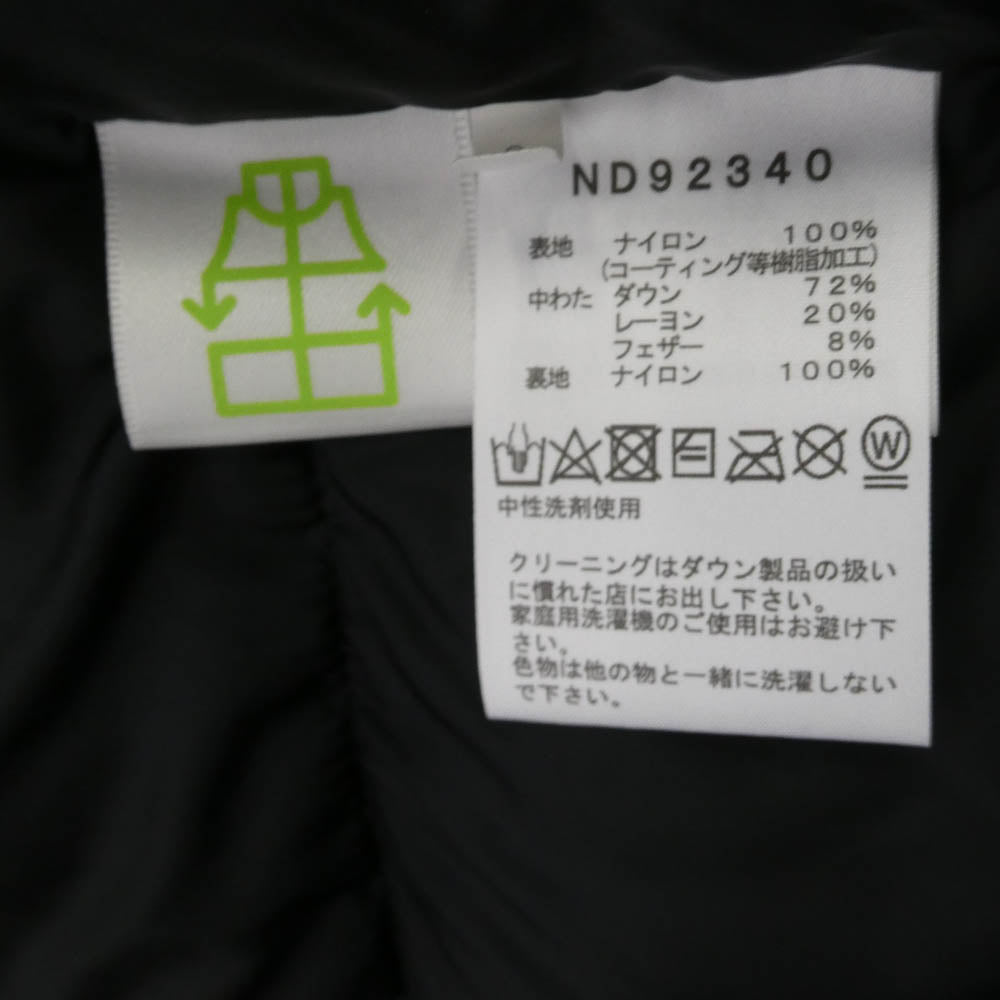 ND92340
表地 ナイロン 100%
(コーティング等樹脂加工)
中わた ダウン 72%
レーヨン 20%
フェザー 8%
裏地 ナイロン 100%
W
中性洗剤使用
クリーニングはダウン製品の扱い
に慣れた店にお出し下さい。
家庭用洗濯機のご使用はお避け下
さい。
色物は他の物と一緒に洗濯しない
で下さい。